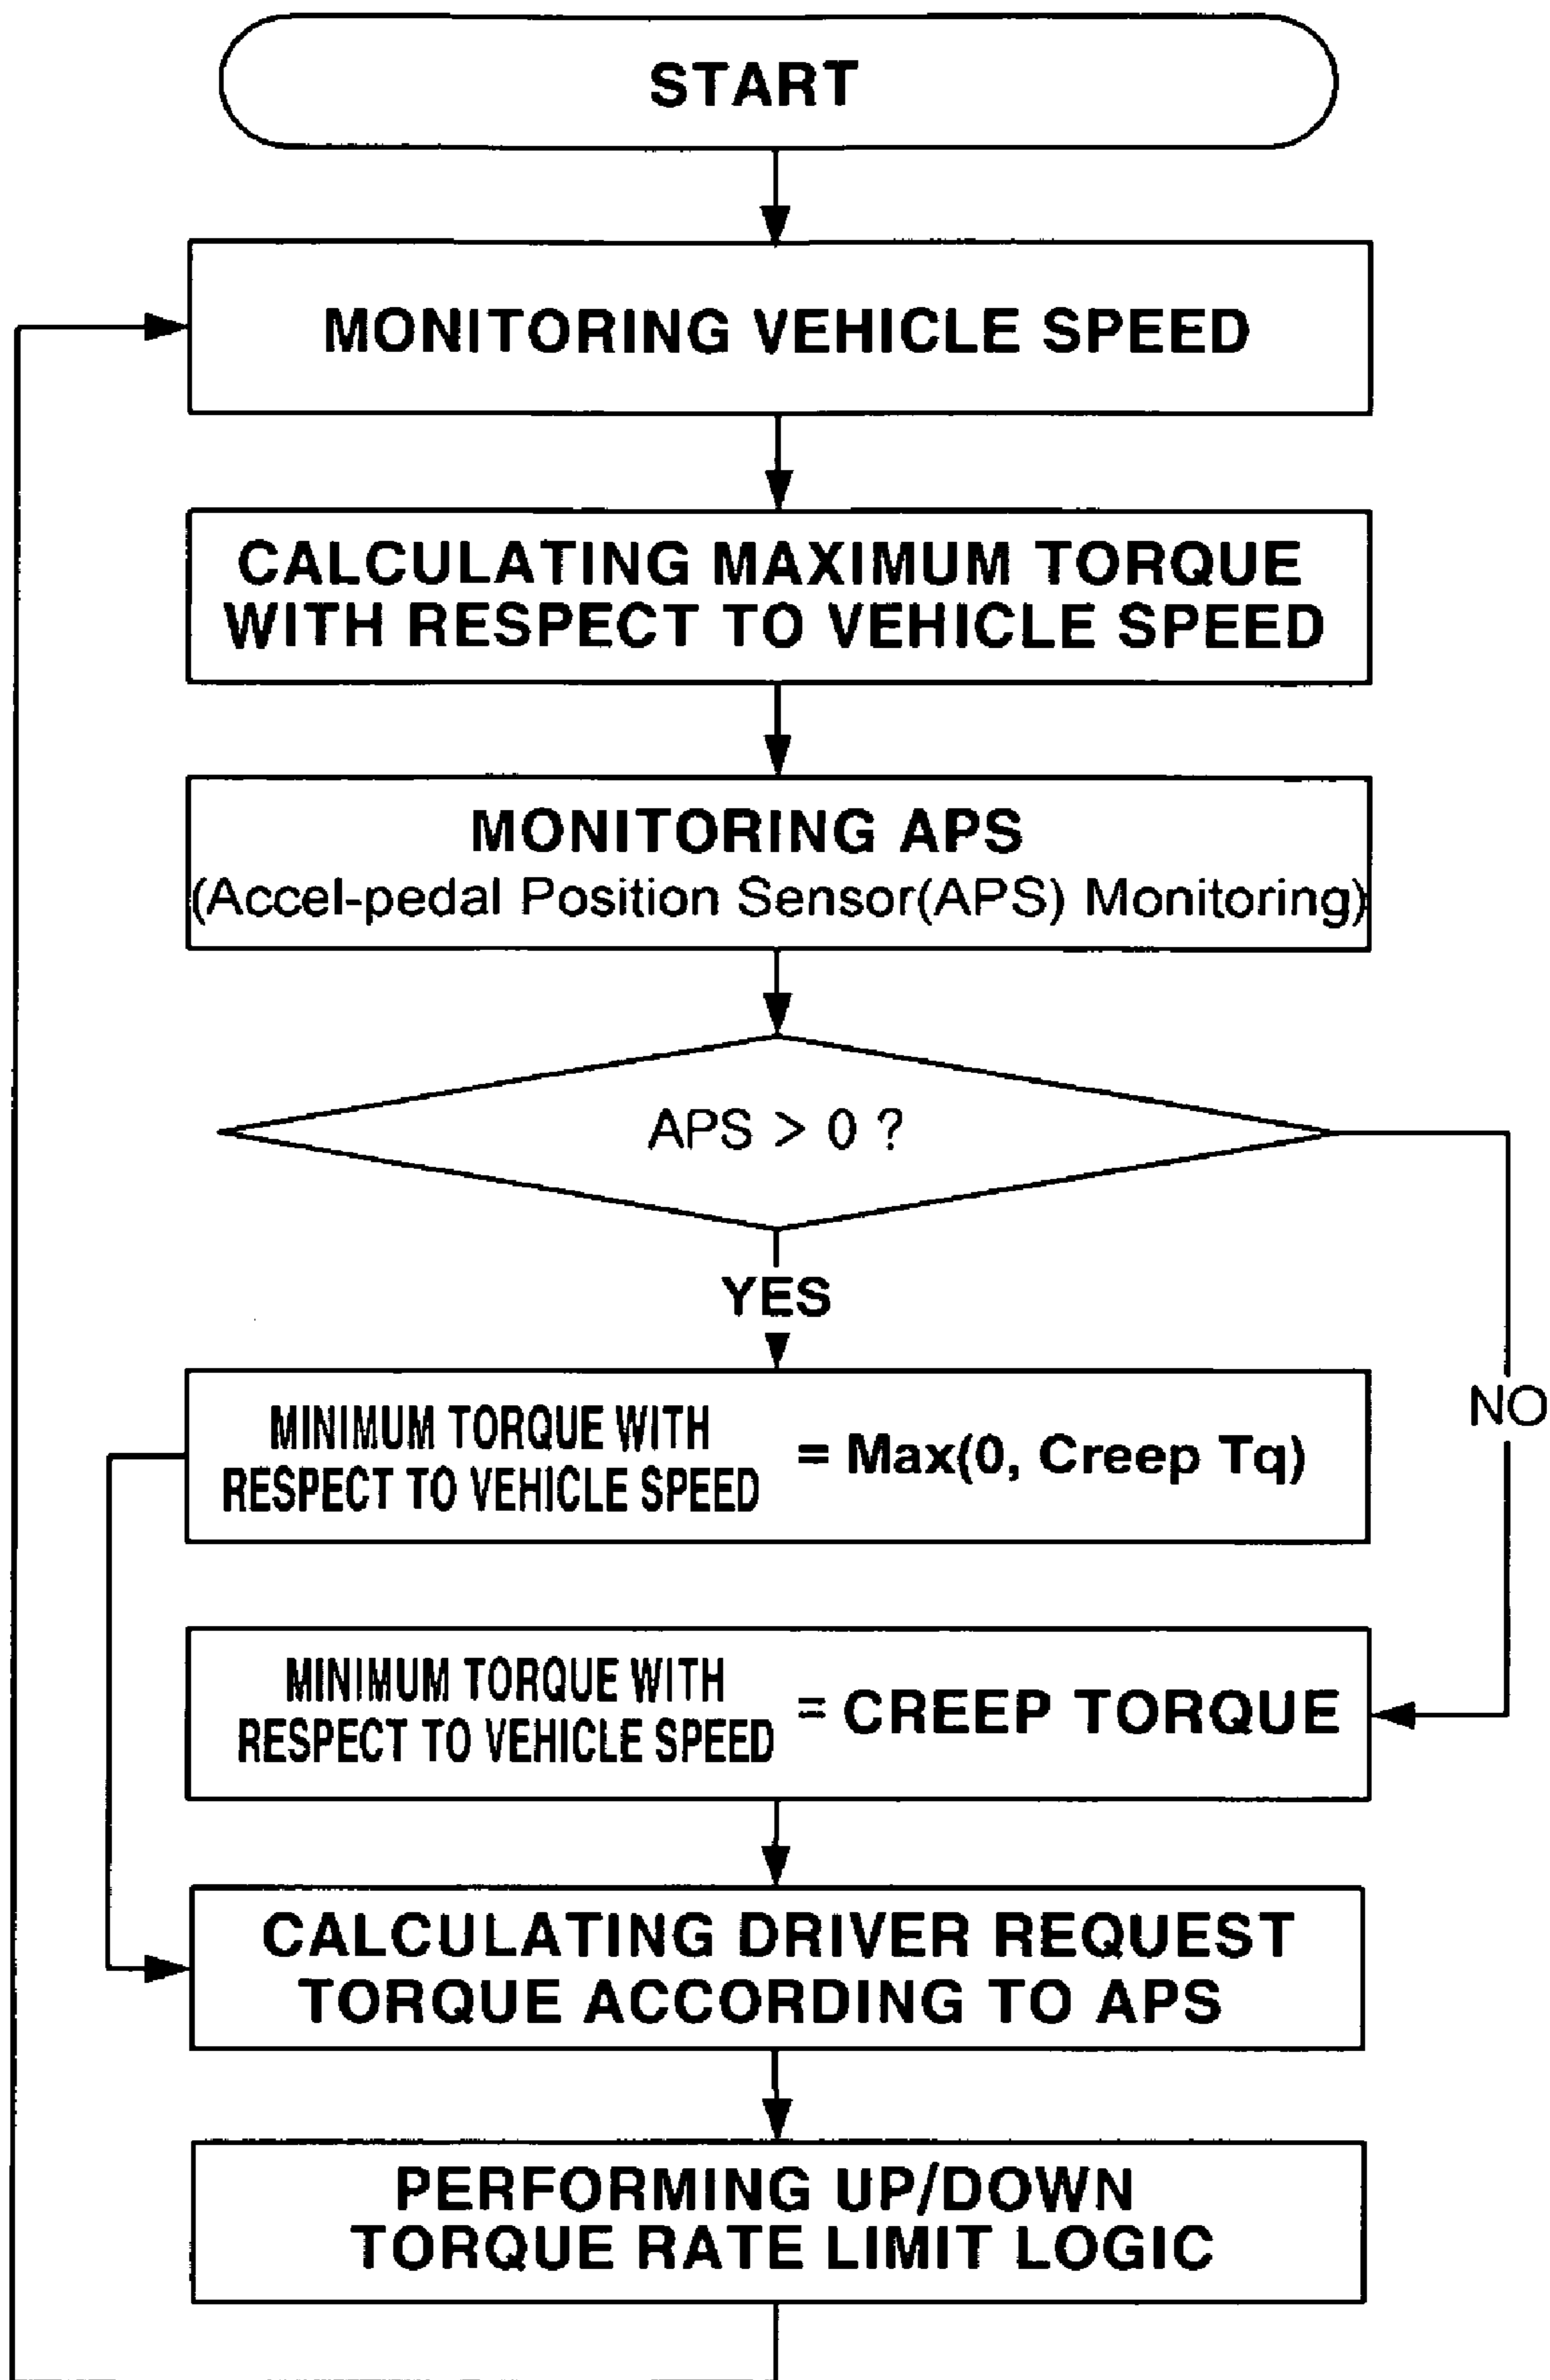 START
MONITORING VEHICLE SPEED
CALCULATING MAXIMUM TORQUE
WITH RESPECT TO VEHICLE SPEED
MONITORING APS
(Accel-pedal Position Sensor(APS) Monitoring)
APS > 0 ?
YES
NO
MINIMUM TORQUE WITH
RESPECT TO VEHICLE SPEED
= Max(0, Creep Tq)
MINIMUM TORQUE WITH
RESPECT TO VEHICLE SPEED
= CREEP TORQUE
CALCULATING DRIVER REQUEST
TORQUE ACCORDING TO APS
PERFORMING UP/DOWN
TORQUE RATE LIMIT LOGIC